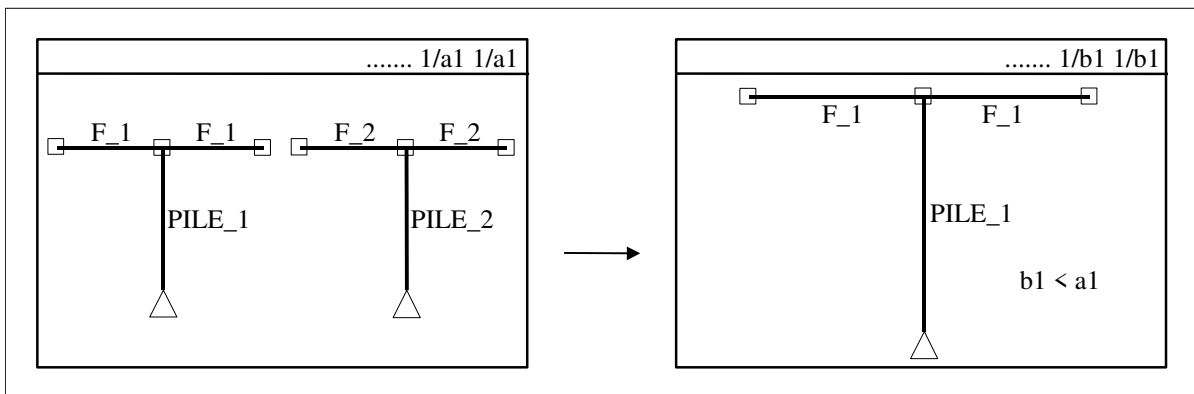 ....... 1/a1 1/a1
F_1 F_1 F_2 F_2
PILE_1 PILE_2
....... 1/b1 1/b1
F_1 F_1
PILE_1
b1 < a1